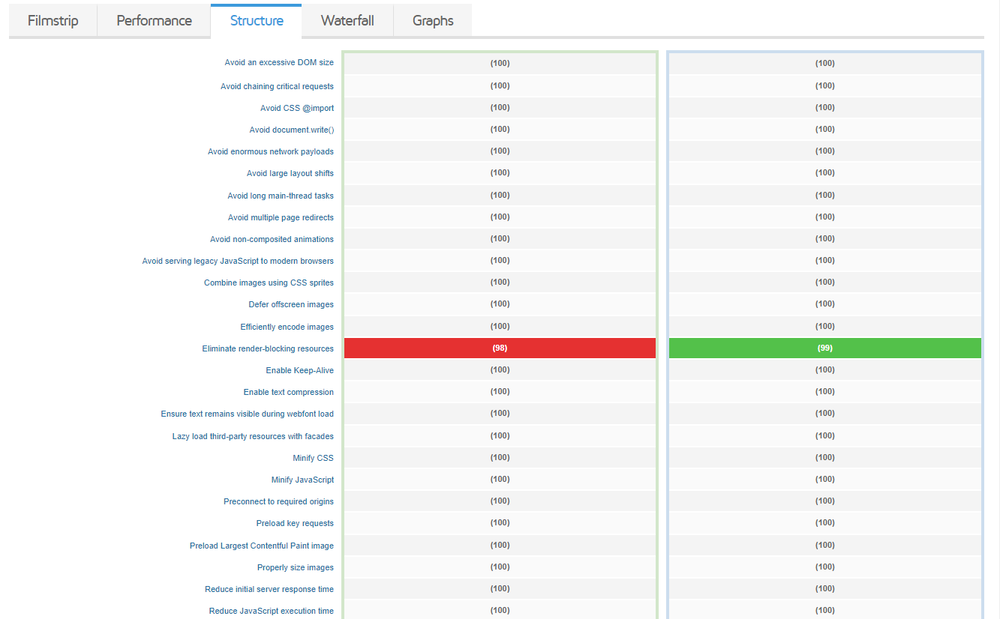 Filmstrip Performance Structure Waterfall Graphs
Avoid an excessive DOM size (100) (100)
Avoid chaining critical requests (100) (100)
Avoid CSS @import (100) (100)
Avoid document.write() (100) (100)
Avoid enormous network payloads (100) (100)
Avoid large layout shifts (100) (100)
Avoid long main-thread tasks (100) (100)
Avoid multiple page redirects (100) (100)
Avoid non-composited animations (100) (100)
Avoid serving legacy JavaScript to modern browsers (100) (100)
Combine images using CSS sprites (100) (100)
Defer offscreen images (100) (100)
Efficiently encode images (100) (100)
Eliminate render-blocking resources (98) (99)
Enable Keep-Alive (100) (100)
Enable text compression (100) (100)
Ensure text remains visible during webfont load (100) (100)
Lazy load third-party resources with facades (100) (100)
Minify CSS (100) (100)
Minify JavaScript (100) (100)
Preconnect to required origins (100) (100)
Preload key requests (100) (100)
Preload Largest Contentful Paint image (100) (100)
Properly size images (100) (100)
Reduce initial server response time (100) (100)
Reduce JavaScript execution time (100) (100)